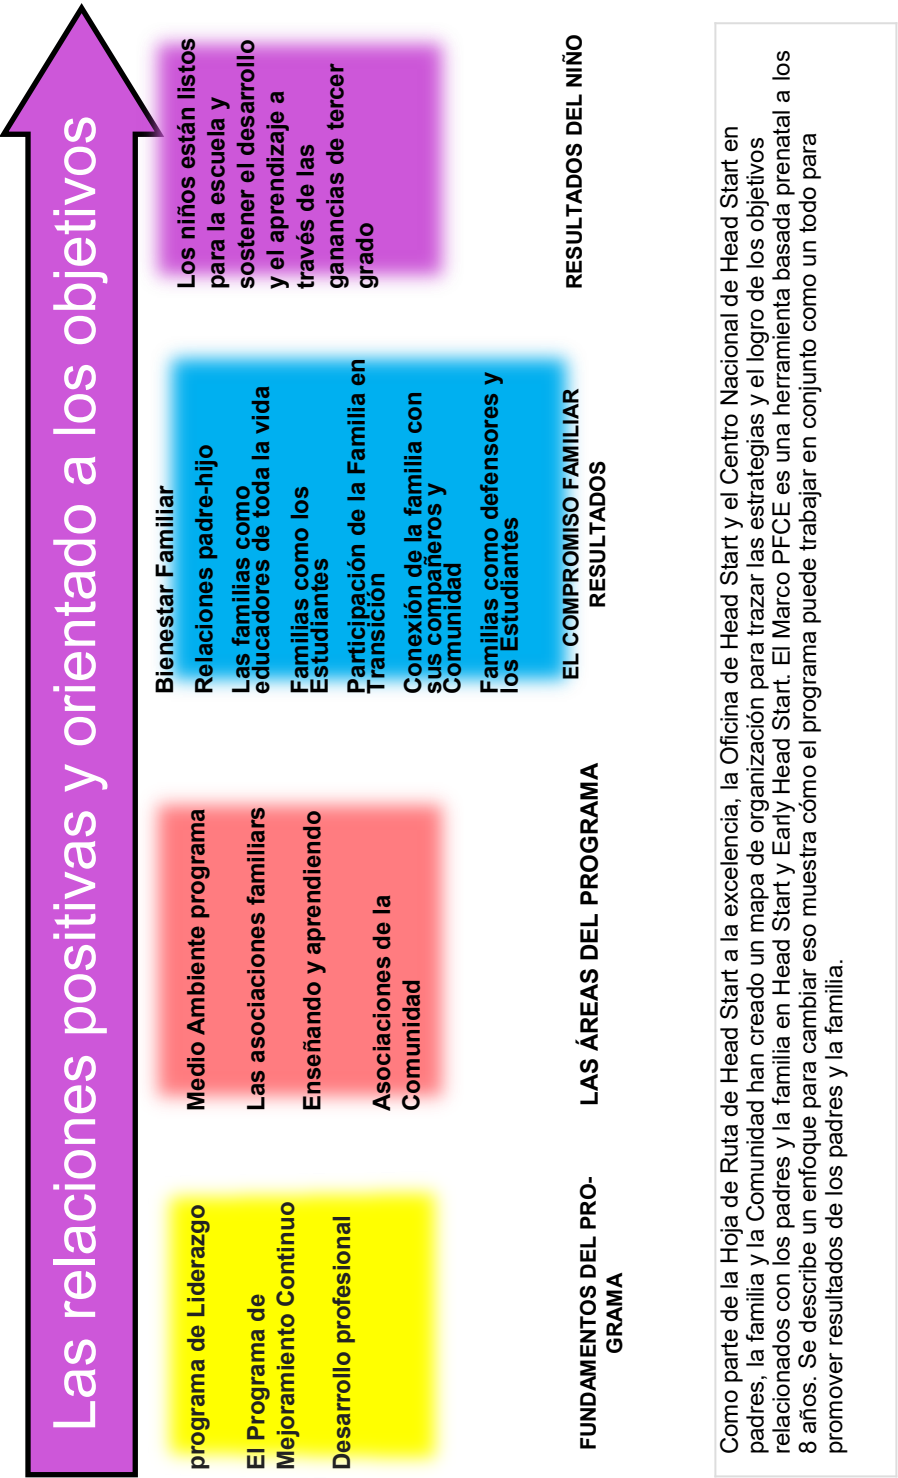 Las relaciones positivas y orientado a los objetivos
programa de Liderazgo
El Programa de
Mejoramiento Continuo
Desarrollo profesional
FUNDAMENTOS DEL PRO-
GRAMA
Medio Ambiente programa
Las asociaciones familiars
Enseñando y aprendiendo
Asociaciones de la
Comunidad
LAS ÁREAS DEL PROGRAMA
Bienestar Familiar
Relaciones padre-hijo
Las familias como
educadores de toda la vida
Familias como los
Estudiantes
Participación de la Familia en
Transición
Conexión de la familia con
sus compañeros y
Comunidad
Familias como defensores y
los Estudiantes
EL COMPROMISO FAMILIAR
RESULTADOS
Los niños están listos
para la escuela y
sostener el desarrollo
y el aprendizaje a
través de las
ganancias de tercer
grado
RESULTADOS DEL NIÑO
Como parte de la Hoja de Ruta de Head Start a la excelencia, la Oficina de Head Start y el Centro Nacional de Head Start en
padres, la familia y la Comunidad han creado un mapa de organización para trazar las estrategias y el logro de los objetivos
relacionados con los padres y la familia en Head Start y Early Head Start. El Marco PFCE es una herramienta basada prenatal a los
8 años. Se describe un enfoque para cambiar eso muestra cómo el programa puede trabajar en conjunto como un todo para
promover resultados de los padres y la familia.